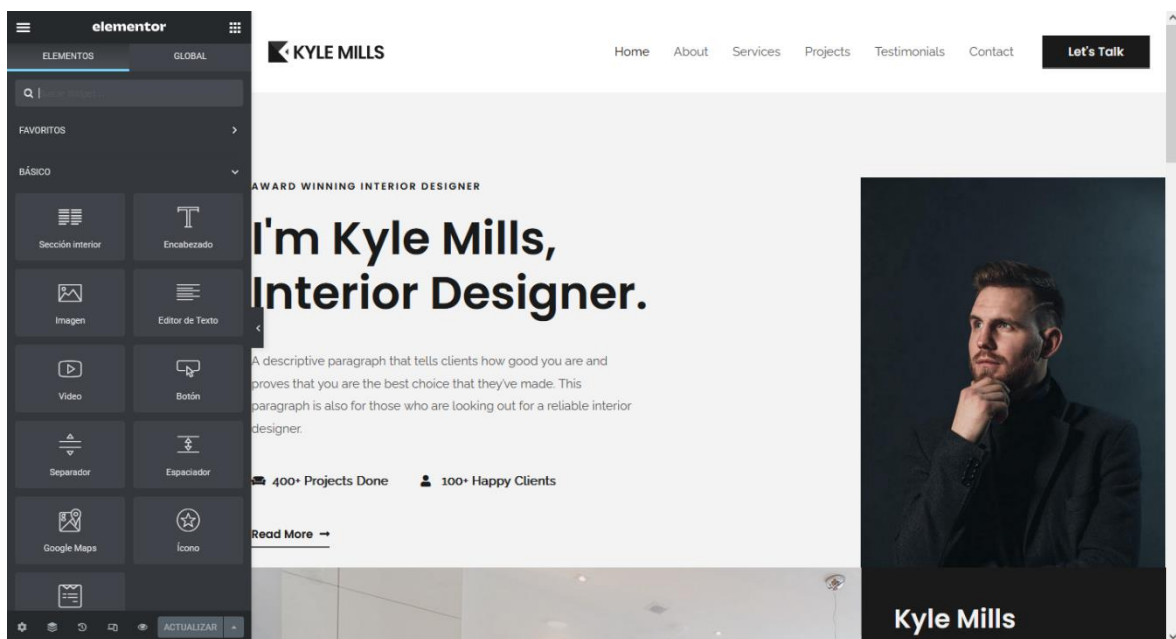 elementor
ELEMENTOS GLOBAL
FAVORITOS
BÁSICO
Sección interior Encabezado
Imagen Editor de Texto
Video Botón
Separador Espaciador
Google Maps Ícono
ACTUALIZAR
KYLE MILLS
Home About Services Projects Testimonials Contact Let's Talk
AWARD WINNING INTERIOR DESIGNER
I'm Kyle Mills,
Interior Designer.
A descriptive paragraph that tells clients how good you are and
proves that you are the best choice that they've made. This
paragraph is also for those who are looking out for a reliable interior
designer.
400+ Projects Done 100+ Happy Clients
Read More →
Kyle Mills